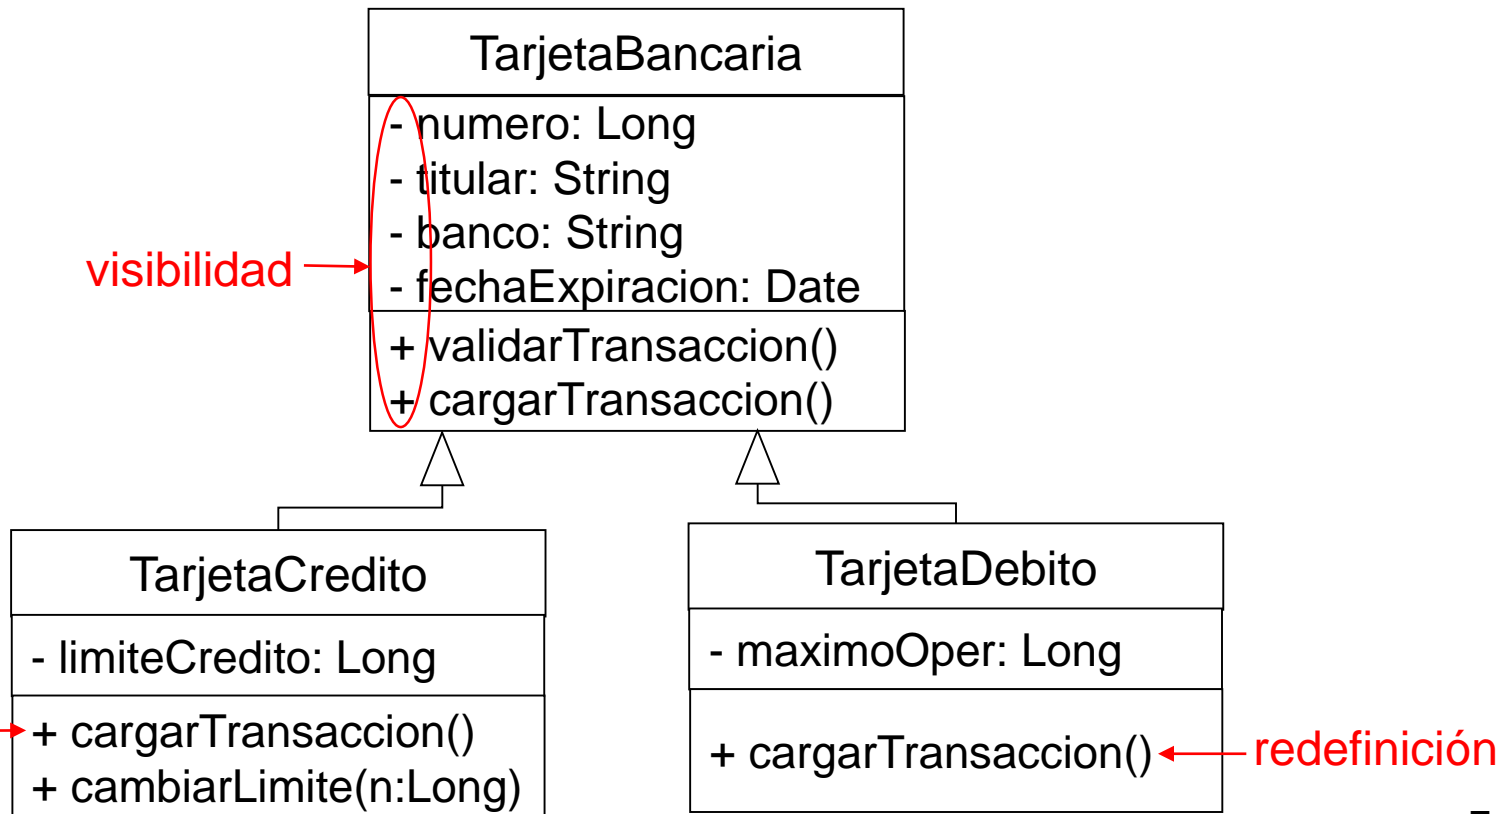 TarjetaBancaria
- numero: Long
- titular: String
- banco: String
- fechaExpiracion: Date
visibilidad
+ validarTransaccion()
+ cargarTransaccion()
TarjetaCredito
- limiteCredito: Long
+ cargarTransaccion()
+ cambiarLimite(n:Long)
TarjetaDebito
- maximoOper: Long
+ cargarTransaccion()
redefinición